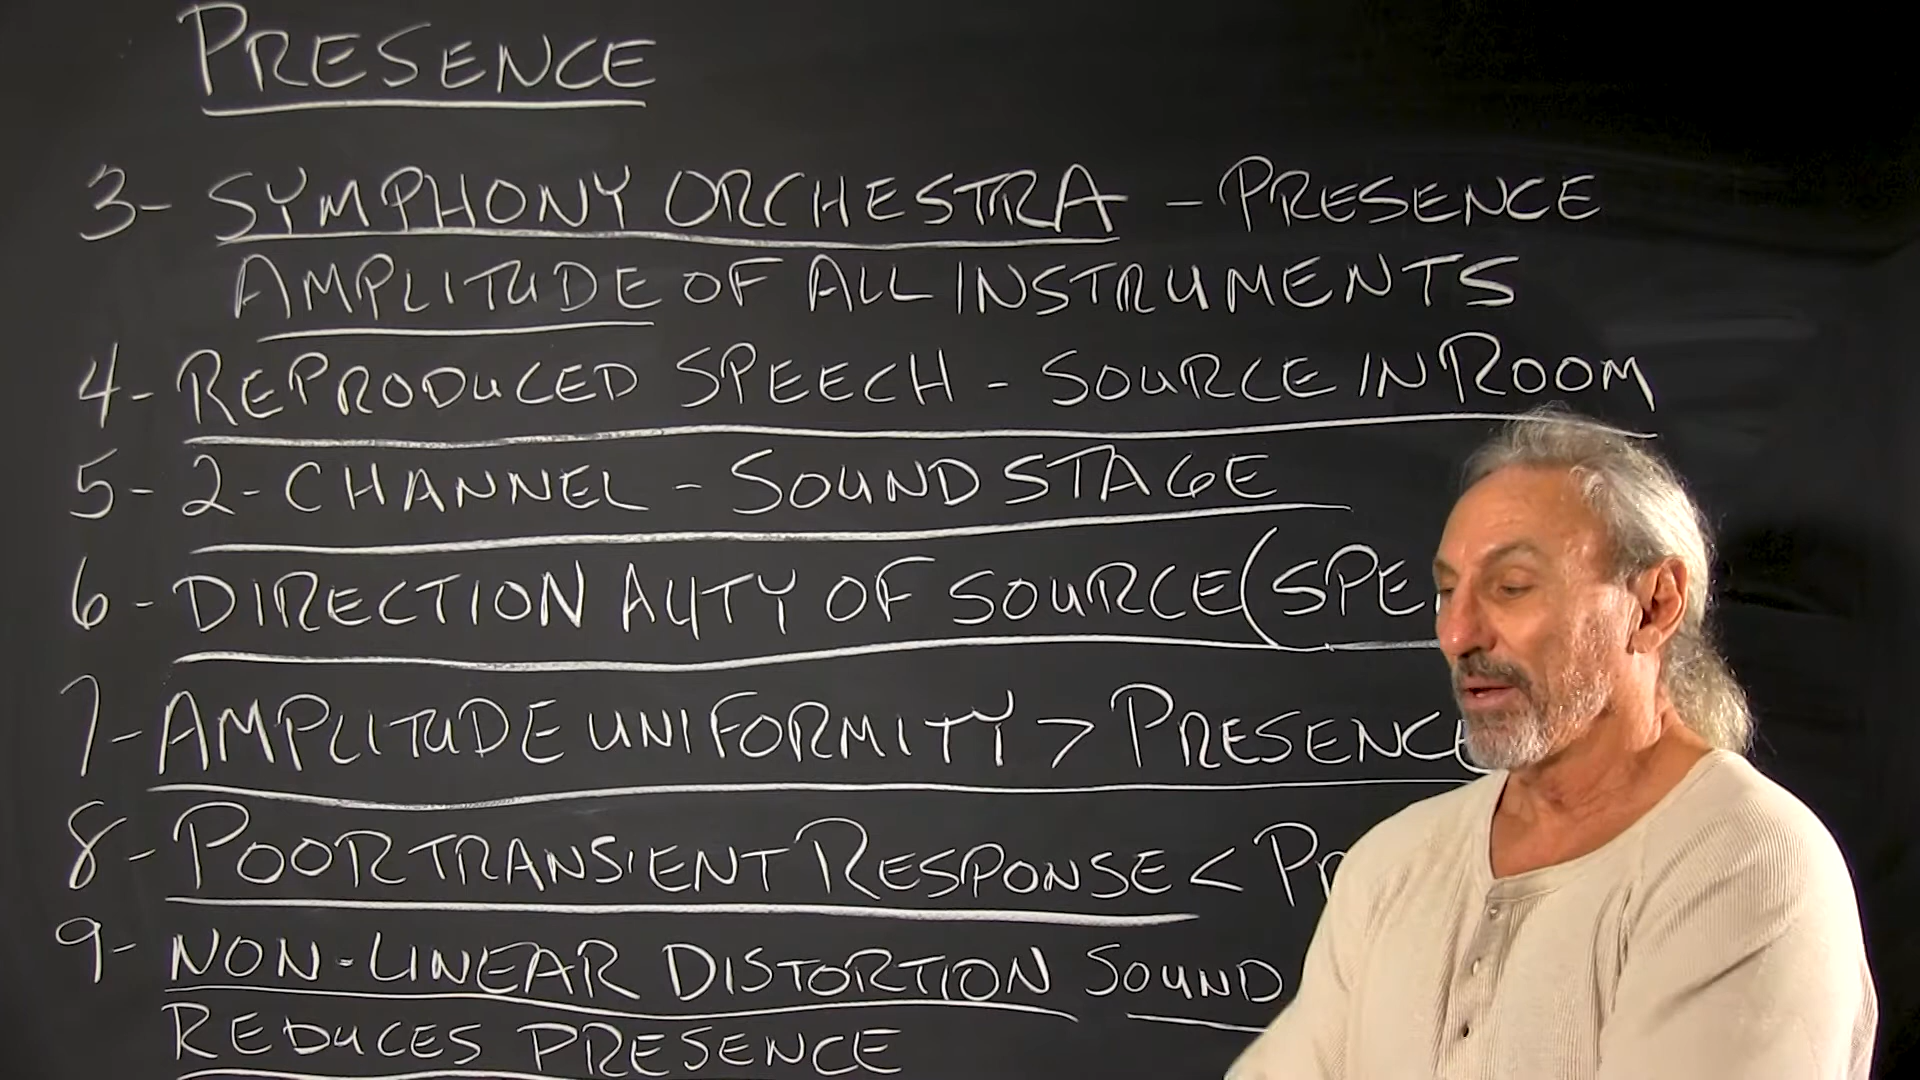 PRESENCE
3- SYMPHONY ORCHESTRA - PRESENCE
AMPLITUDE OF ALL INSTRUMENTS
4- REPRODUCED SPEECH - SOURCE IN ROOM
5- 2-CHANNEL - SOUND STAGE
6- DIRECTIONALITY OF SOURCE (SPE
7- AMPLITUDE UNIFORMITY > PRESENCE
8- POOR TRANSIENT RESPONSE < PR
9- NON-LINEAR DISTORTION SOUND
REDUCES PRESENCE